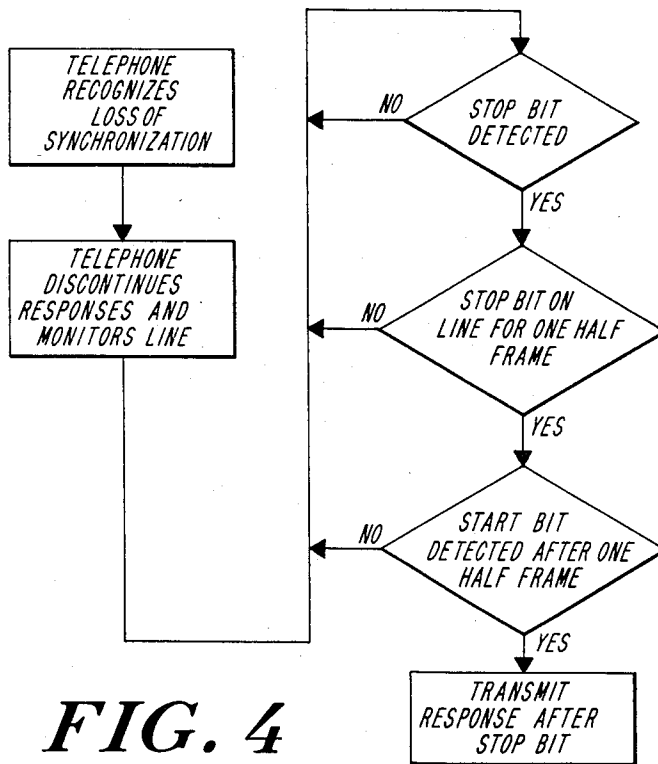 TELEPHONE
RECOGNIZES
LOSS OF
SYNCHRONIZATION
TELEPHONE
DISCONTINUES
RESPONSES AND
MONITORS LINE
STOP BIT
DETECTED
NO
YES
STOP BIT ON
LINE FOR ONE HALF
FRAME
NO
YES
START BIT
DETECTED AFTER ONE
HALF FRAME
NO
YES
TRANSMIT
RESPONSE AFTER
STOP BIT
FIG. 4